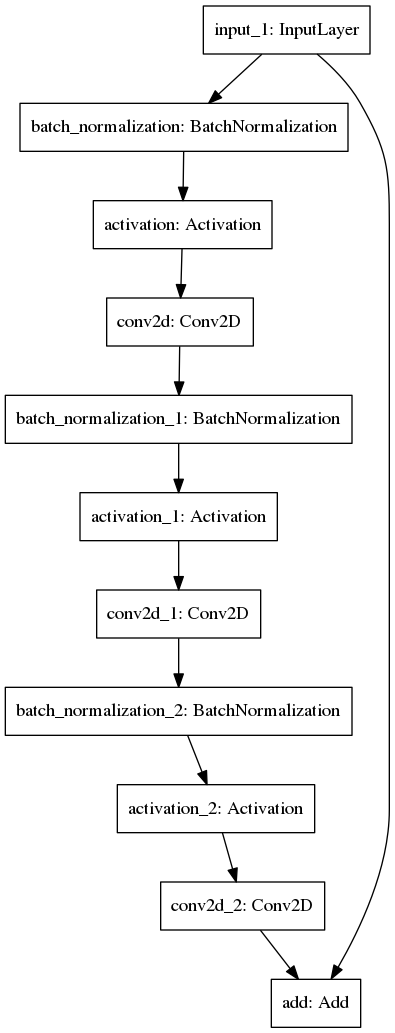 input_1: InputLayer
batch_normalization: BatchNormalization
activation: Activation
conv2d: Conv2D
batch_normalization_1: BatchNormalization
activation_1: Activation
conv2d_1: Conv2D
batch_normalization_2: BatchNormalization
activation_2: Activation
conv2d_2: Conv2D
add: Add